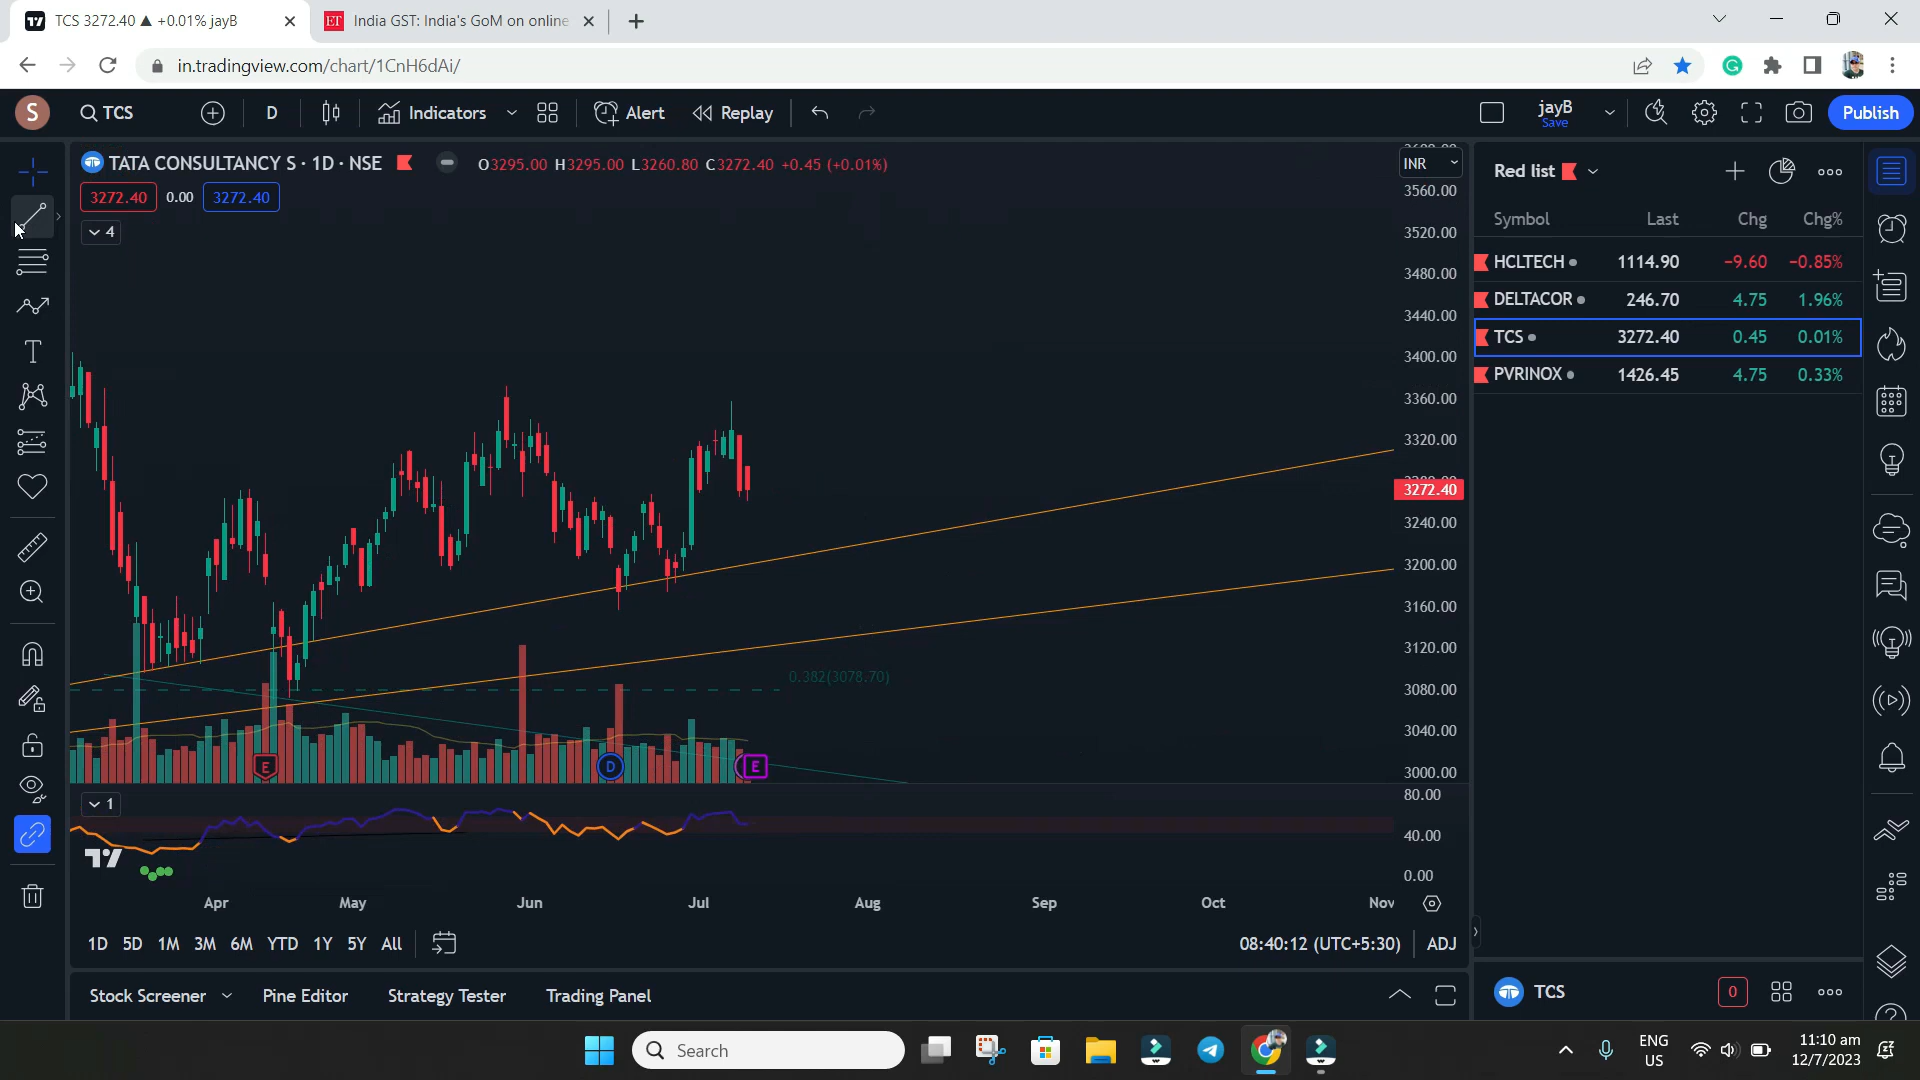 TCS 3272.40 ▲ +0.01% jayB
ET India GST: India's GoM on online
in.tradingview.com/chart/1CnH6dAi/
S TCS D Indicators Alert Replay jayB Save Publish
TATA CONSULTANCY S · 1D · NSE O3295.00 H3295.00 L3260.80 C3272.40 +0.45 (+0.01%)
3272.40 0.00 3272.40
4
INR
3560.00
3520.00
3480.00
3440.00
3400.00
3360.00
3320.00
3272.40
3240.00
3200.00
3160.00
3120.00
3080.00
3040.00
3000.00
0.382(3078.70)
E D E
1
80.00
40.00
0.00
Apr May Jun Jul Aug Sep Oct Nov
1D 5D 1M 3M 6M YTD 1Y 5Y All 08:40:12 (UTC+5:30) ADJ
Stock Screener Pine Editor Strategy Tester Trading Panel
Red list
Symbol Last Chg Chg%
HCLTECH 1114.90 −9.60 −0.85%
DELTACOR 246.70 4.75 1.96%
TCS 3272.40 0.45 0.01%
PVRINOX 1426.45 4.75 0.33%
TCS 0
Search
ENG
US
11:10 am
12/7/2023